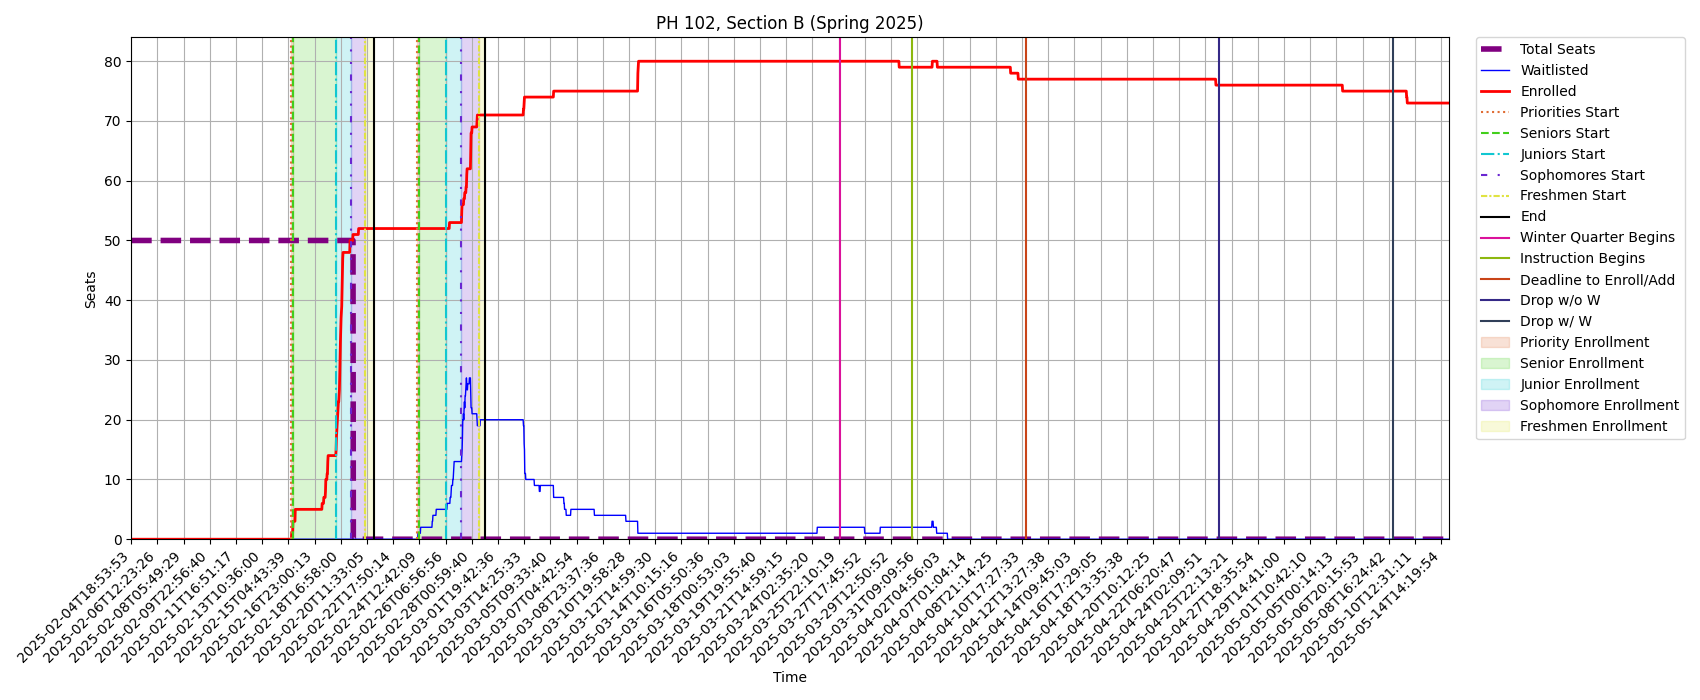 PH 102, Section B (Spring 2025)
Seats
80
70
60
50
40
30
20
10
0
2025-02-04T18:53:53
2025-02-06T12:23:26
2025-02-08T05:49:29
2025-02-09T22:56:40
2025-02-11T16:51:17
2025-02-13T10:36:00
2025-02-15T04:43:39
2025-02-16T23:00:13
2025-02-18T16:58:00
2025-02-20T11:33:05
2025-02-22T17:50:14
2025-02-24T12:42:09
2025-02-26T06:56:56
2025-02-28T00:59:40
2025-03-01T19:42:36
2025-03-03T14:25:33
2025-03-05T09:33:40
2025-03-07T04:42:54
2025-03-08T23:37:36
2025-03-10T19:58:28
2025-03-12T14:59:30
2025-03-14T10:15:16
2025-03-16T05:50:36
2025-03-18T00:53:03
2025-03-19T19:55:40
2025-03-21T14:59:15
2025-03-24T02:35:20
2025-03-25T22:10:19
2025-03-27T17:45:52
2025-03-29T12:50:52
2025-03-31T09:09:56
2025-04-02T04:56:03
2025-04-07T01:04:14
2025-04-08T21:14:25
2025-04-10T17:27:33
2025-04-12T13:27:38
2025-04-14T09:45:03
2025-04-16T17:29:05
2025-04-18T13:35:38
2025-04-20T10:12:25
2025-04-22T06:20:47
2025-04-24T02:09:51
2025-04-25T22:13:21
2025-04-27T18:35:54
2025-04-29T14:41:00
2025-05-01T10:42:10
2025-05-05T00:14:13
2025-05-06T20:15:53
2025-05-08T16:24:42
2025-05-10T12:31:11
2025-05-14T14:19:54
Time
Total Seats
Waitlisted
Enrolled
Priorities Start
Seniors Start
Juniors Start
Sophomores Start
Freshmen Start
End
Winter Quarter Begins
Instruction Begins
Deadline to Enroll/Add
Drop w/o W
Drop w/ W
Priority Enrollment
Senior Enrollment
Junior Enrollment
Sophomore Enrollment
Freshmen Enrollment